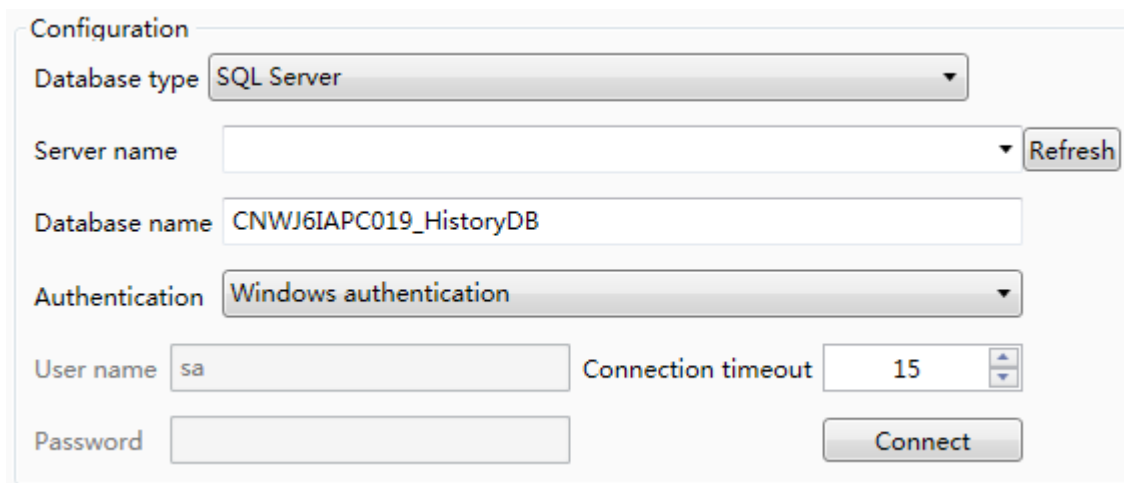 Configuration
Database type SQL Server
Server name Refresh
Database name CNWJ6IAPC019_HistoryDB
Authentication Windows authentication
User name sa Connection timeout 15
Password Connect